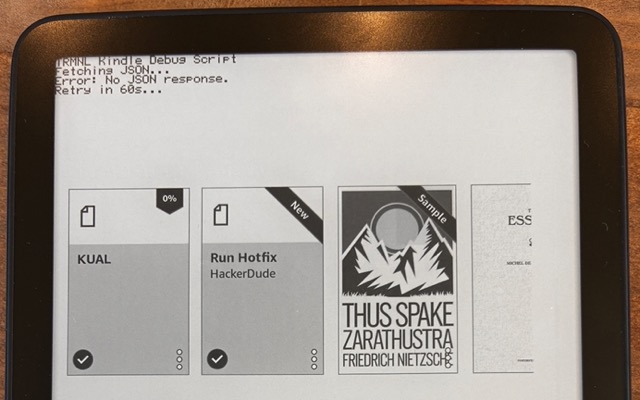 TRMNL Kindle Debug Script
Fetching JSON...
Error: No JSON response.
Retry in 60s...
0%
KUAL
New
Run Hotfix
HackerDude
Sample
THUS SPAKE
ZARATHUSTRA
FRIEDRICH NIETZSCHE
ESS